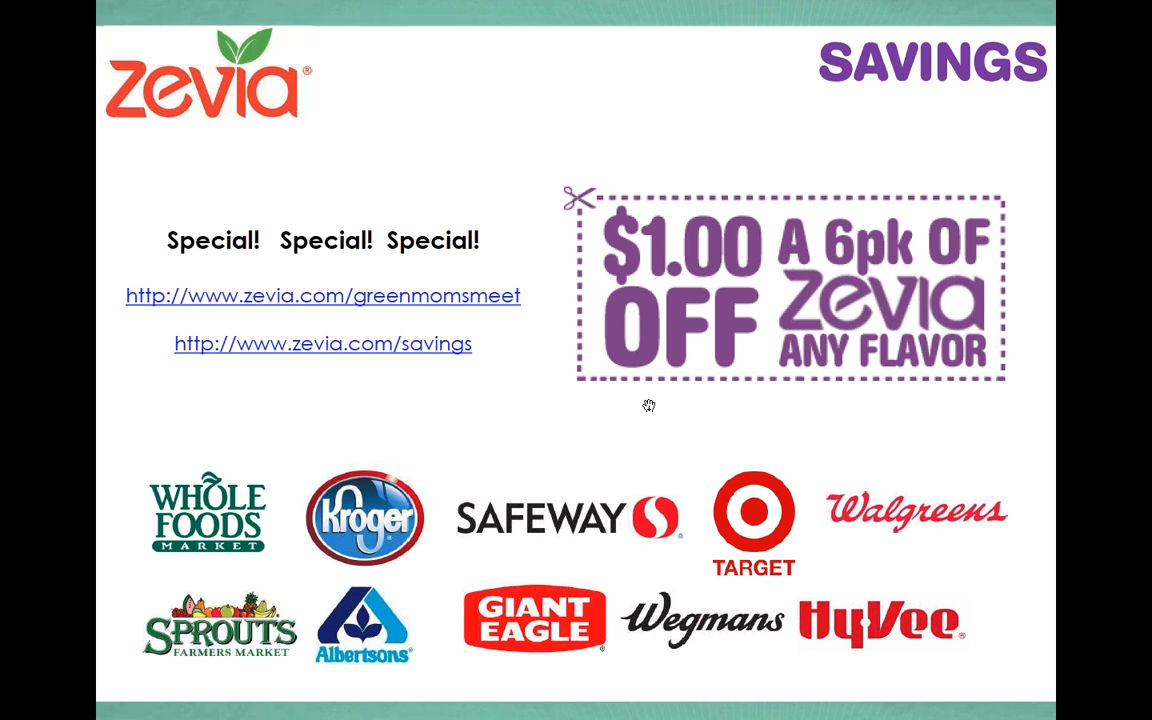 zevia®
SAVINGS
Special! Special! Special!
http://www.zevia.com/greenmomsmeet
http://www.zevia.com/savings
$1.00 OFF
A 6pk OF
zevia
ANY FLAVOR
WHOLE
FOODS
MARKET
Kroger
SAFEWAY
TARGET
Walgreens
SPROUTS
FARMERS MARKET
Albertsons®
GIANT
EAGLE®
Wegmans
HyVee®